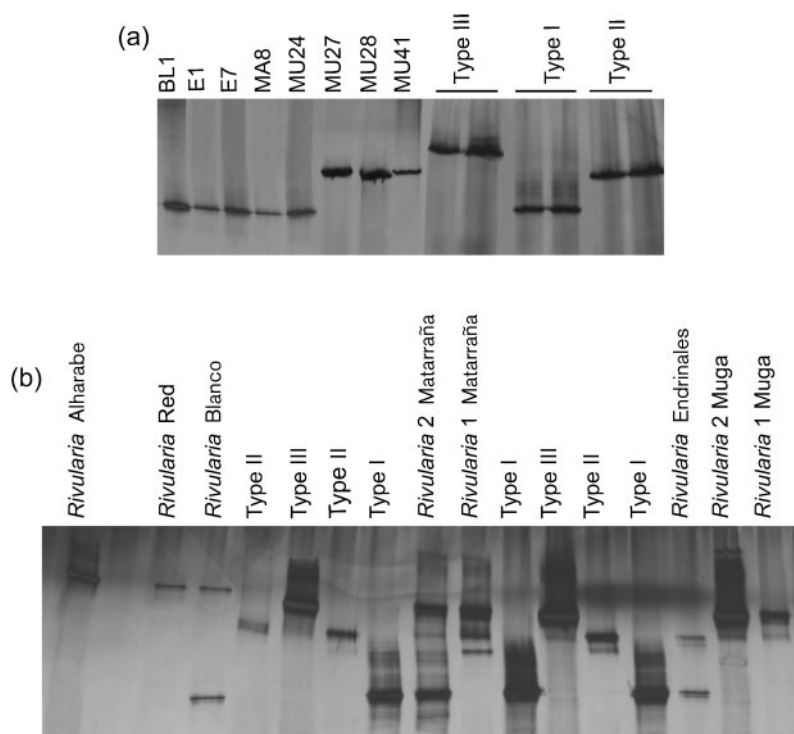 (a)
BL1
E1
E7
MA8
MU24
MU27
MU28
MU41
Type III
Type I
Type II
(b)
Rivularia Alharabe
Rivularia Red
Rivularia Blanco
Type II
Type III
Type II
Type I
Rivularia 2 Matarraña
Rivularia 1 Matarraña
Type I
Type III
Type II
Type I
Rivularia Endrinales
Rivularia 2 Muga
Rivularia 1 Muga